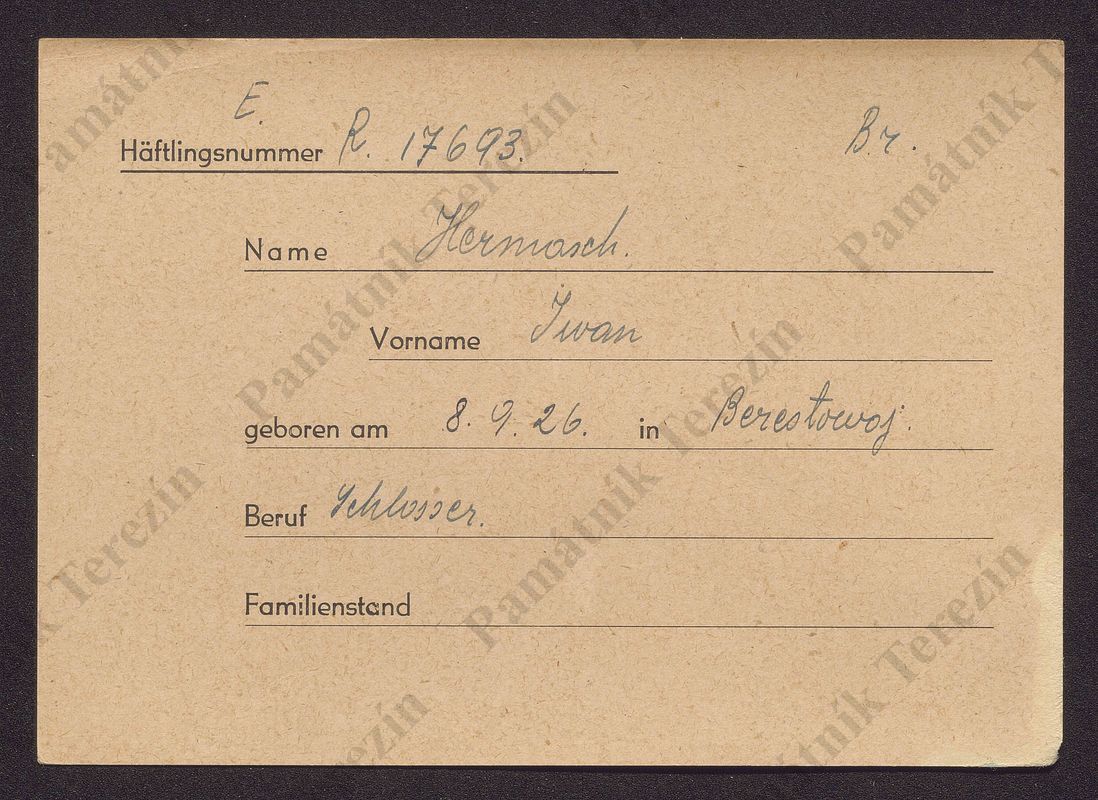 E.
Häftlingsnummer R. 17693. Br.
Name Hermasch.
Vorname Iwan
geboren am 8. 9. 26. in Berestowoj.
Beruf Schlosser.
Familienstand
Památník Terezín